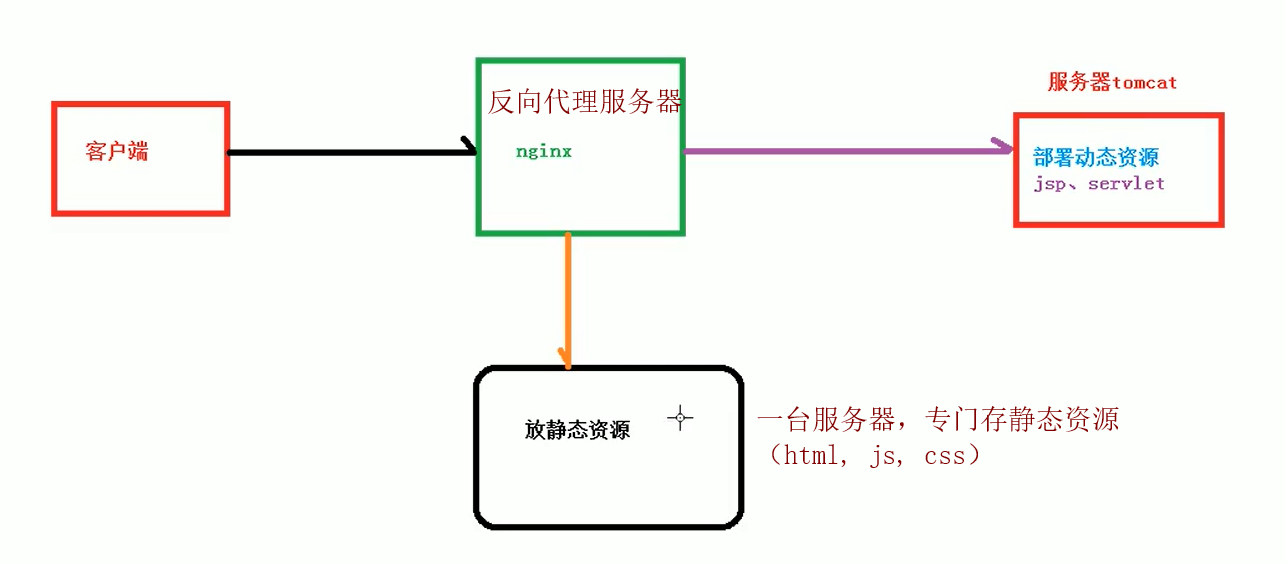 服务器tomcat
反向代理服务器
客户端
nginx
部署动态资源
jsp、servlet
放静态资源
一台服务器，专门存静态资源
（html, js, css）